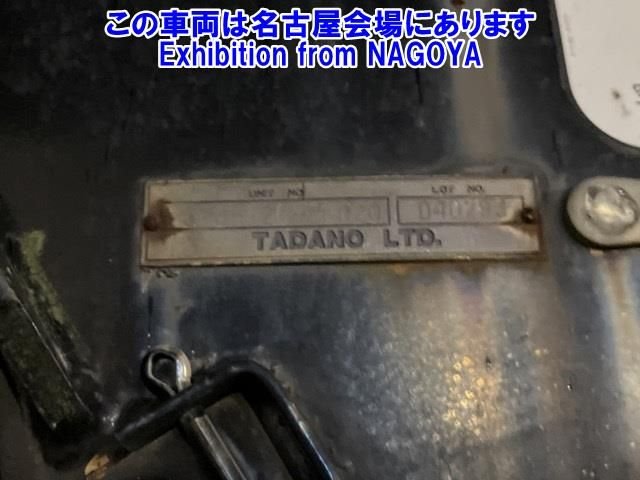 この車両は名古屋会場にあります
Exhibition from NAGOYA
UNIT NO.
LOT NO.
TADANO LTD.